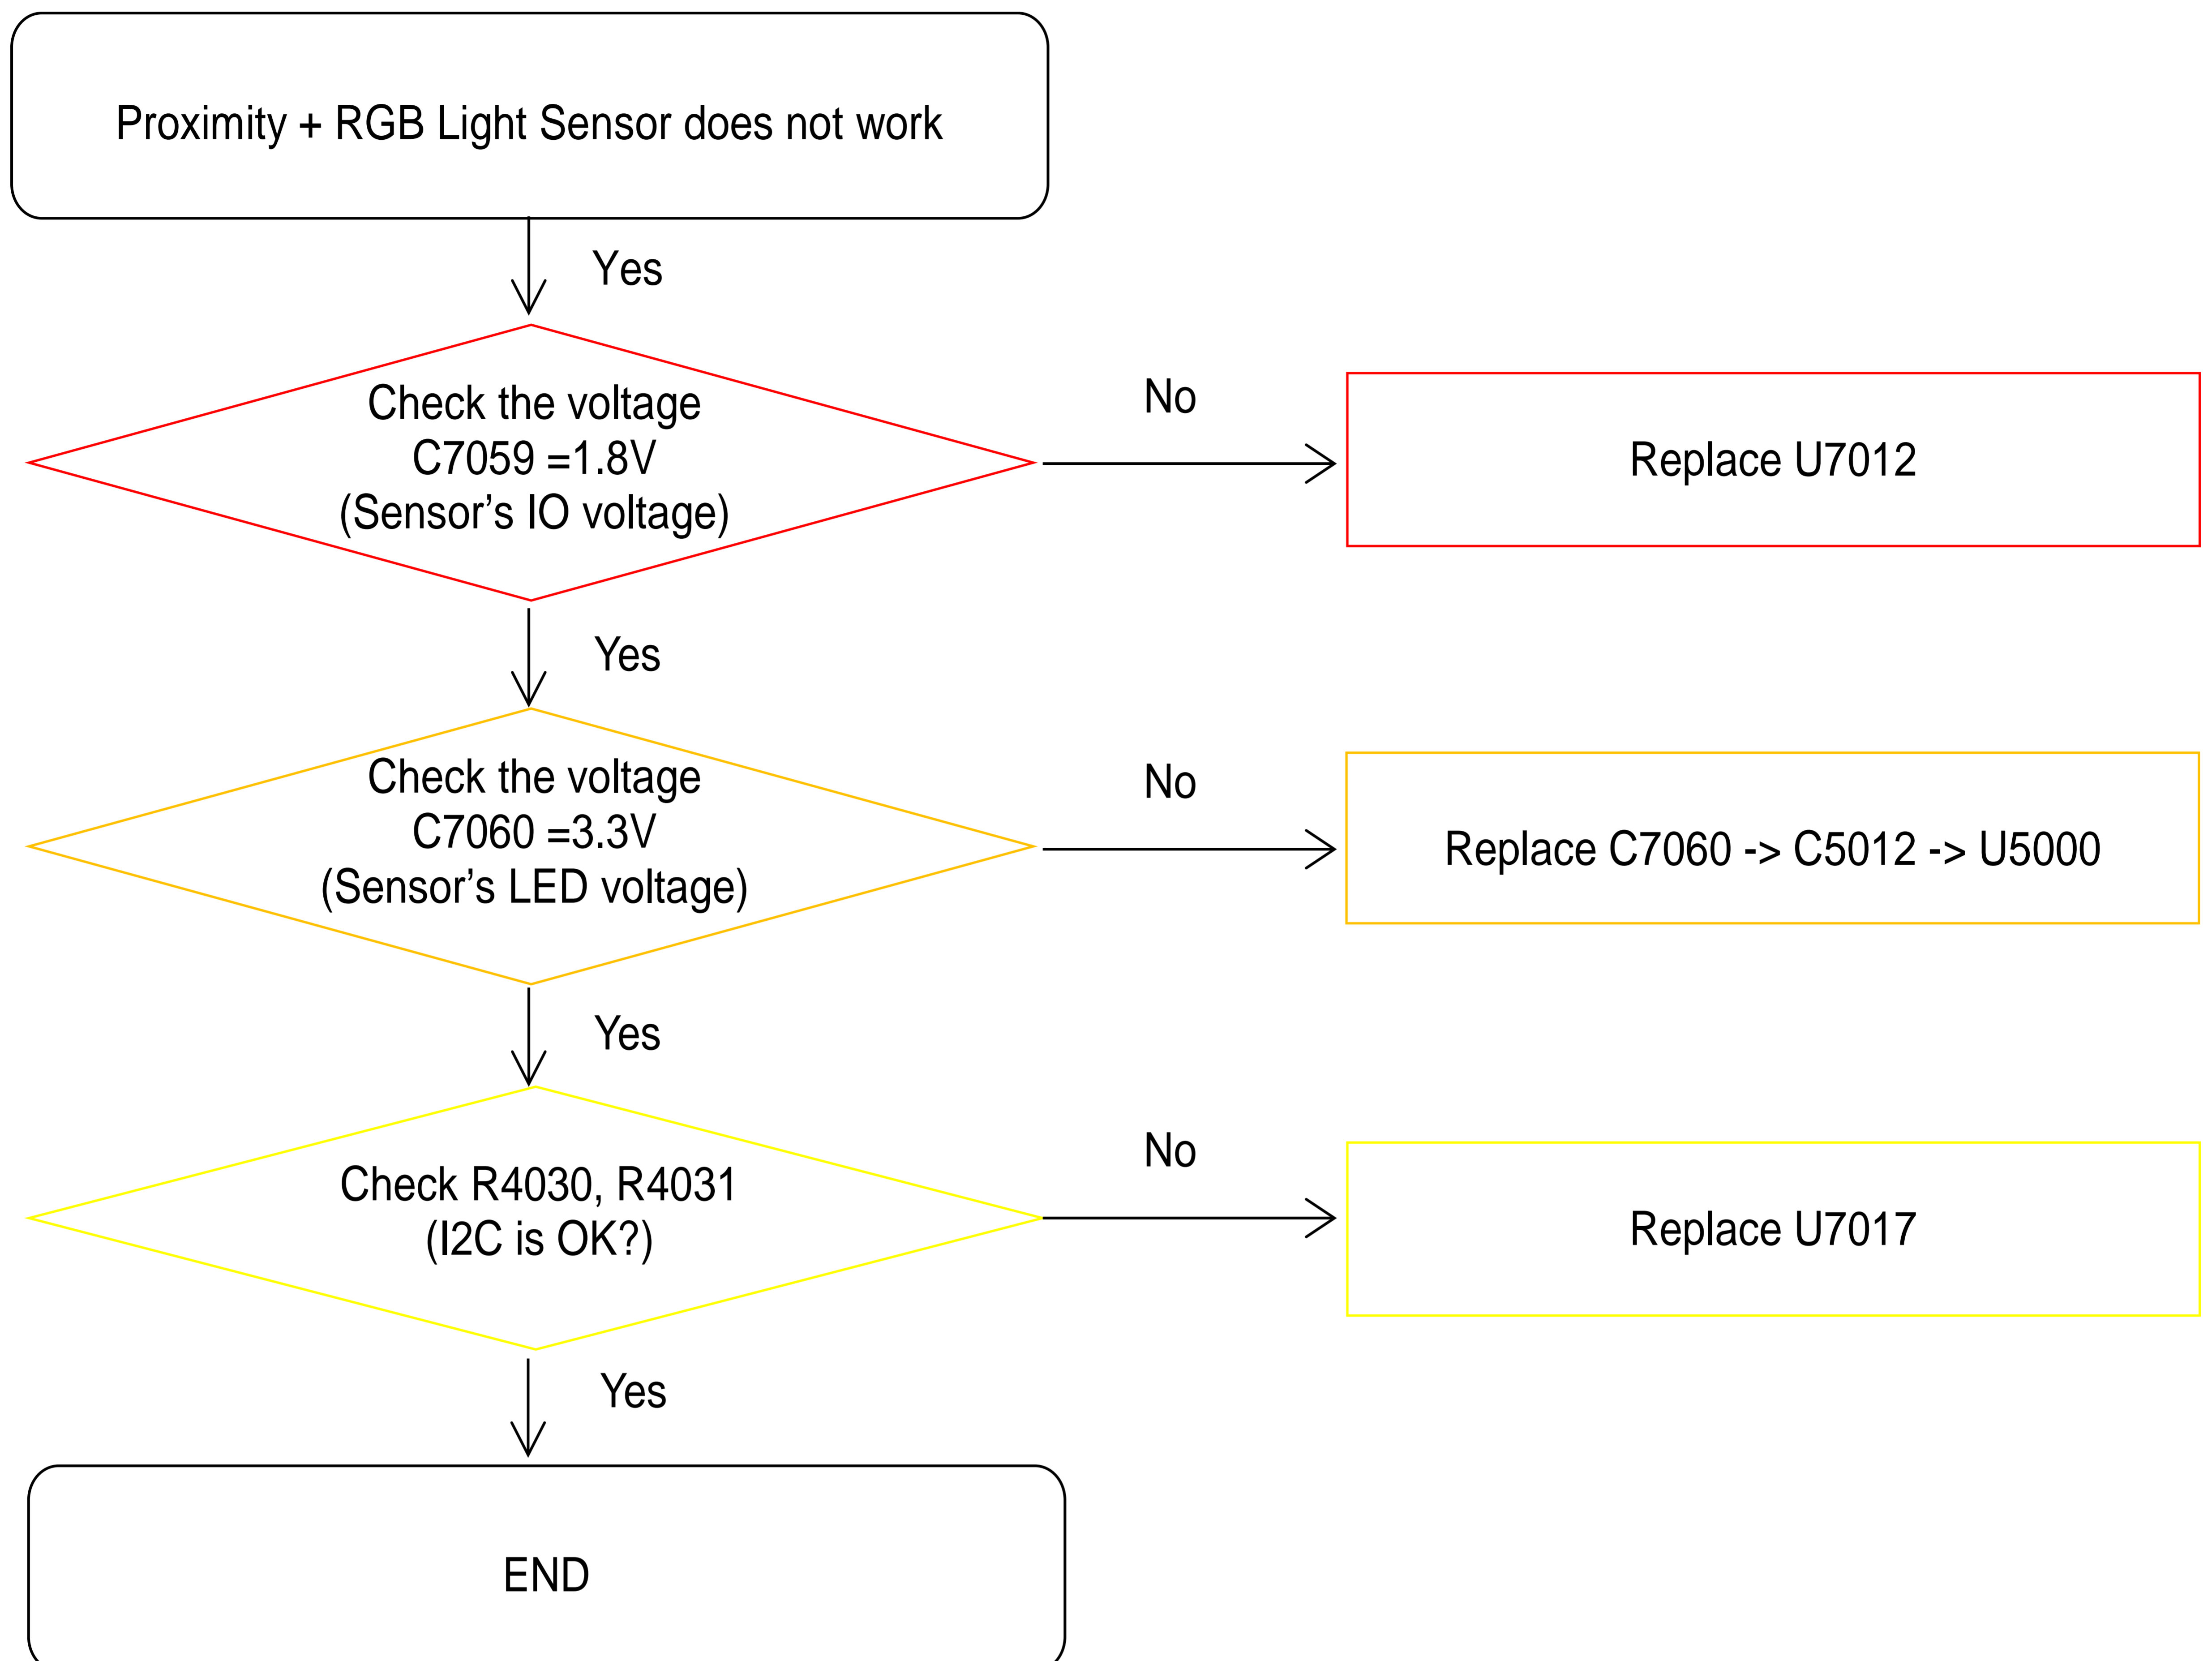 Proximity + RGB Light Sensor does not work
Yes
Check the voltage
C7059 =1.8V
(Sensor’s IO voltage)
No
Replace U7012
Yes
Check the voltage
C7060 =3.3V
(Sensor’s LED voltage)
No
Replace C7060 -> C5012 -> U5000
Yes
Check R4030, R4031
(I2C is OK?)
No
Replace U7017
Yes
END